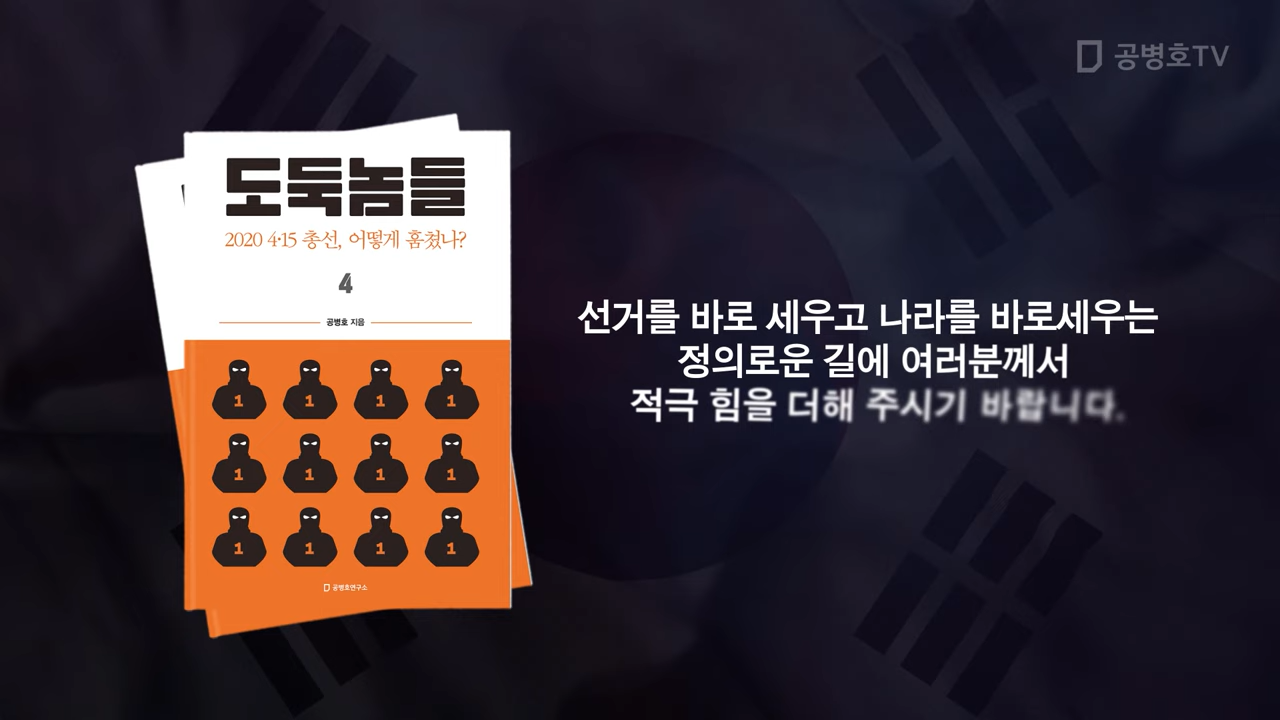 공병호TV
도둑놈들
2020 4·15 총선, 어떻게 훔쳤나?
4
공병호 지음
1 1 1 1
1 1 1 1
1 1 1 1
공병호연구소
선거를 바로 세우고 나라를 바로세우는
정의로운 길에 여러분께서
적극 힘을 더해 주시기 바랍니다.